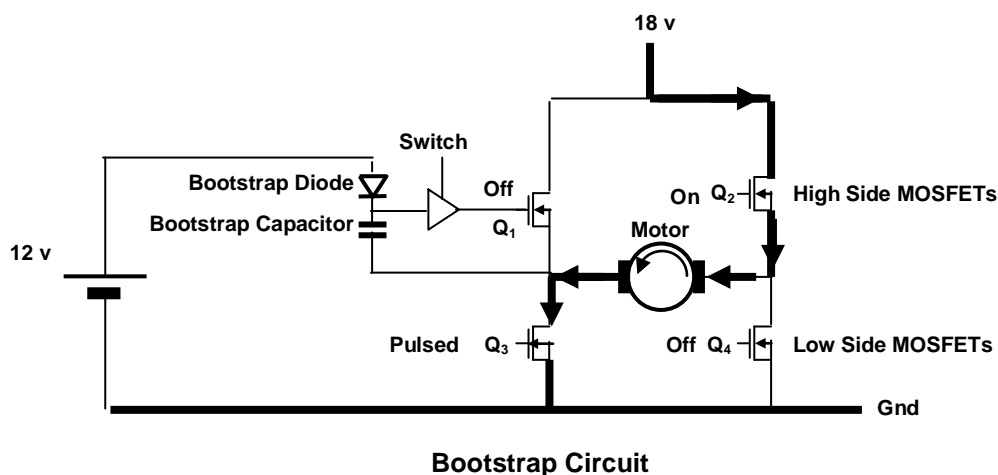 18 v
Switch
Bootstrap Diode
Off
On Q2 High Side MOSFETs
Bootstrap Capacitor
Q1
Motor
12 v
Pulsed Q3
Off Q4 Low Side MOSFETs
Gnd
Bootstrap Circuit